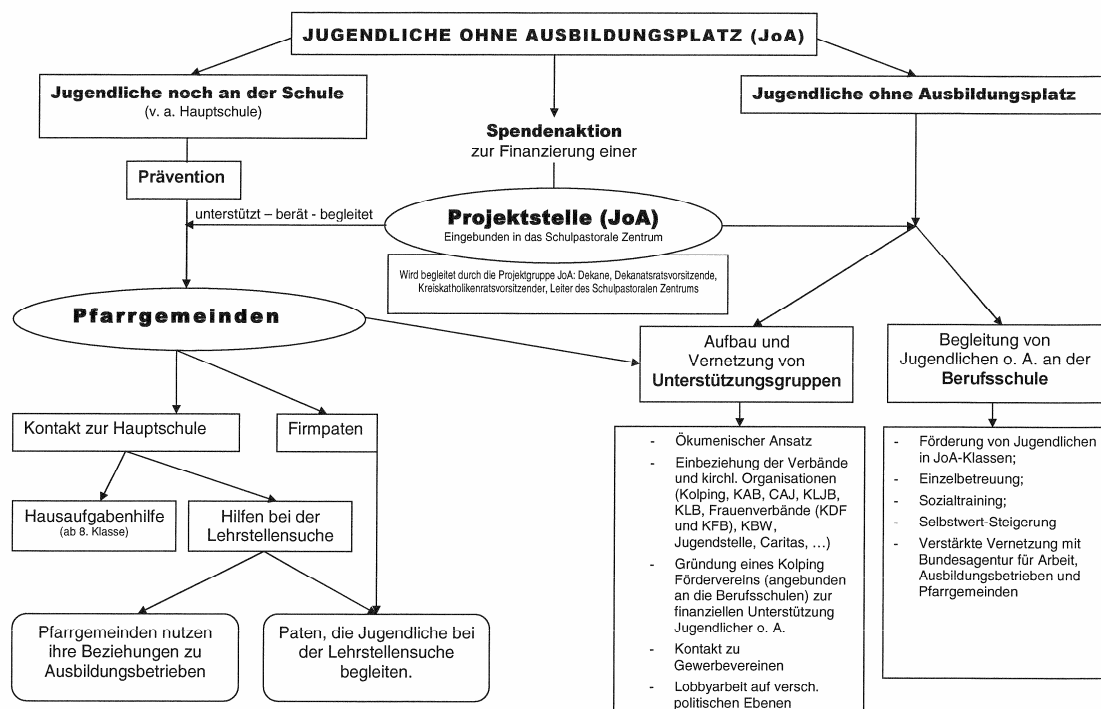 JUGENDLICHE OHNE AUSBILDUNGSPLATZ (JoA)
Jugendliche noch an der Schule
(v. a. Hauptschule)
Jugendliche ohne Ausbildungsplatz
Spendenaktion
zur Finanzierung einer
Prävention
unterstützt – berät - begleitet
Projektstelle (JoA)
Eingebunden in das Schulpastorale Zentrum
Wird begleitet durch die Projektgruppe JoA: Dekane, Dekanatsratsvorsitzende,
Kreiskatholikenratsvorsitzender, Leiter des Schulpastoralen Zentrums
Pfarrgemeinden
Aufbau und
Vernetzung von
Unterstützungsgruppen
Begleitung von
Jugendlichen o. A. an der
Berufsschule
Kontakt zur Hauptschule
Firmpaten
Hausaufgabenhilfe
(ab 8. Klasse)
Hilfen bei der
Lehrstellensuche
Pfarrgemeinden nutzen
ihre Beziehungen zu
Ausbildungsbetrieben
Paten, die Jugendliche bei
der Lehrstellensuche
begleiten.
- Ökumenischer Ansatz
- Einbeziehung der Verbände
und kirchl. Organisationen
(Kolping, KAB, CAJ, KLJB,
KLB, Frauenverbände (KDF
und KFB), KBW,
Jugendstelle, Caritas, …)
- Gründung eines Kolping
Fördervereins (angebunden
an die Berufsschulen) zur
finanziellen Unterstützung
Jugendlicher o. A.
- Kontakt zu
Gewerbevereinen
- Lobbyarbeit auf versch.
politischen Ebenen
- Förderung von Jugendlichen
in JoA-Klassen;
- Einzelbetreuung;
- Sozialtraining;
- Selbstwert-Steigerung
- Verstärkte Vernetzung mit
Bundesagentur für Arbeit,
Ausbildungsbetrieben und
Pfarrgemeinden